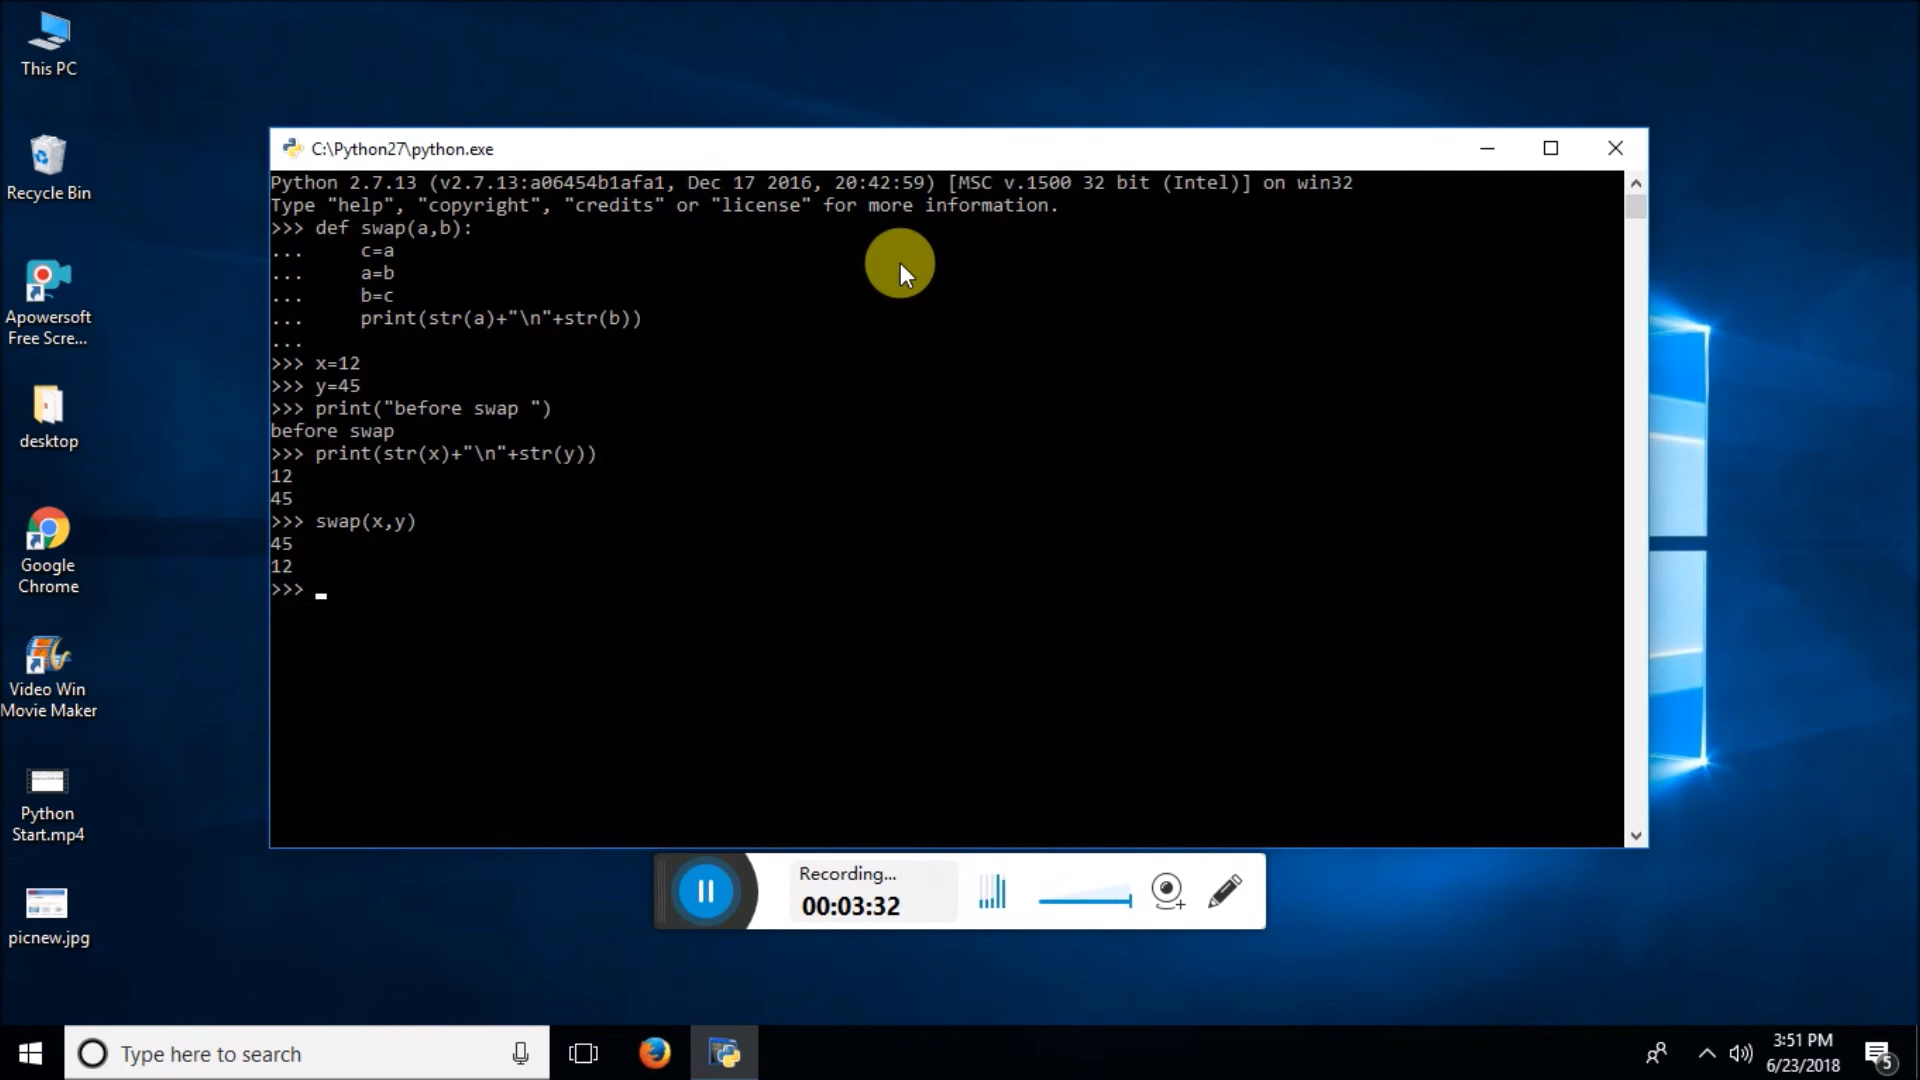 This PC
Recycle Bin
Apowersoft
Free Scre...
desktop
Google
Chrome
Video Win
Movie Maker
Python
Start.mp4
picnew.jpg
C:\Python27\python.exe
Python 2.7.13 (v2.7.13:a06454b1afa1, Dec 17 2016, 20:42:59) [MSC v.1500 32 bit (Intel)] on win32
Type "help", "copyright", "credits" or "license" for more information.
>>> def swap(a,b):
...     c=a
...     a=b
...     b=c
...     print(str(a)+"\n"+str(b))
...
>>> x=12
>>> y=45
>>> print("before swap ")
before swap
>>> print(str(x)+"\n"+str(y))
12
45
>>> swap(x,y)
45
12
>>>
Recording...
00:03:32
Type here to search
3:51 PM
6/23/2018
5